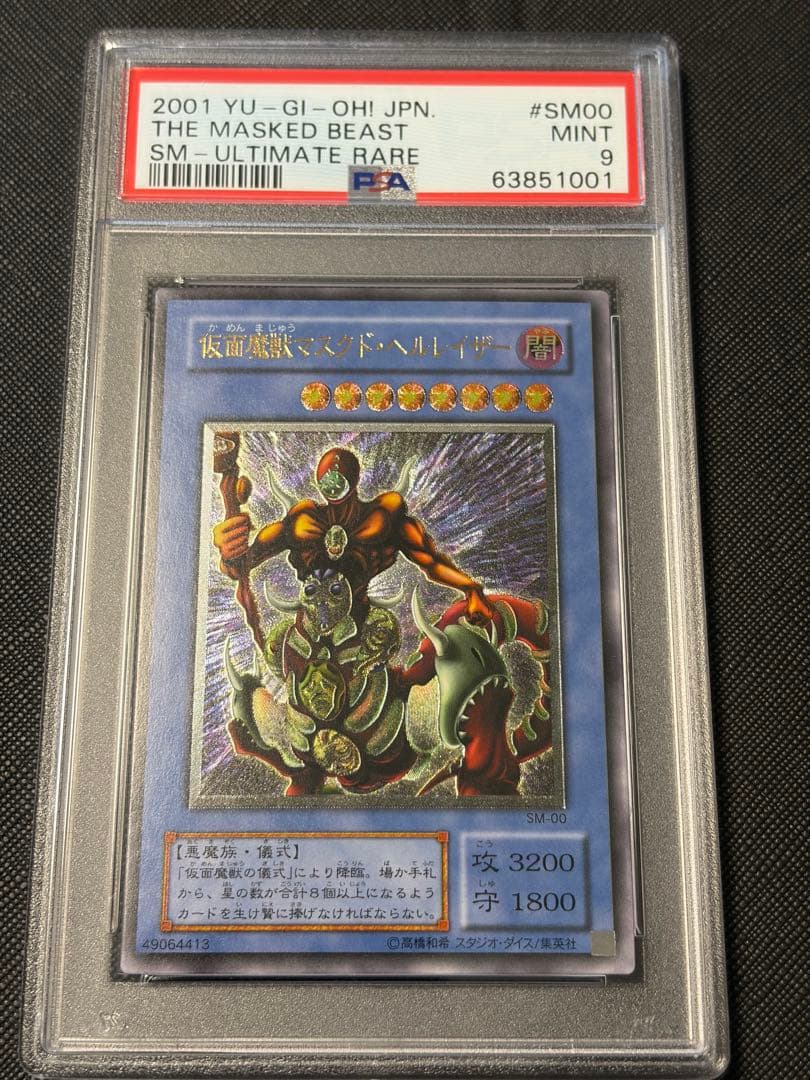 2001 YU-GI-OH! JPN. #SM00
THE MASKED BEAST MINT
SM-ULTIMATE RARE 9
PSA 63851001
か めん ま じゅう
仮面魔獣マスクド・ヘルレイザー 闇
SM-00
【悪魔族・儀式】
「仮面魔獣の儀式」により降臨。場か手札
から、星の数が合計8個以上になるよう
カードを生け贄に捧げなければならない。
こう
攻 3200
しゅ
守 1800
49064413 ©高橋和希 スタジオ・ダイス/集英社